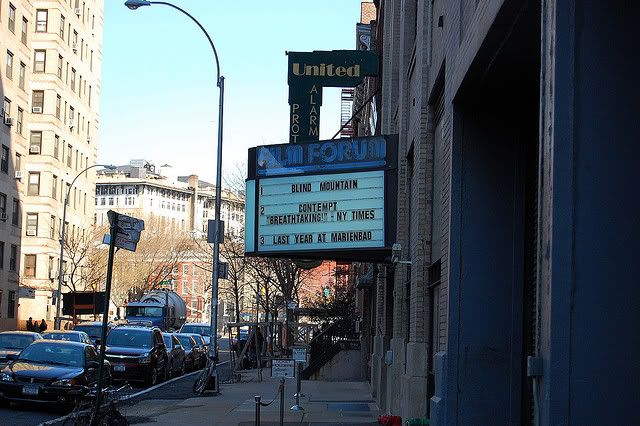 United
PROT
ALARM
FILM FORUM
1 BLIND MOUNTAIN
2 CONTEMPT
"BREATHTAKING!" - NY TIMES
3 LAST YEAR AT MARIENBAD